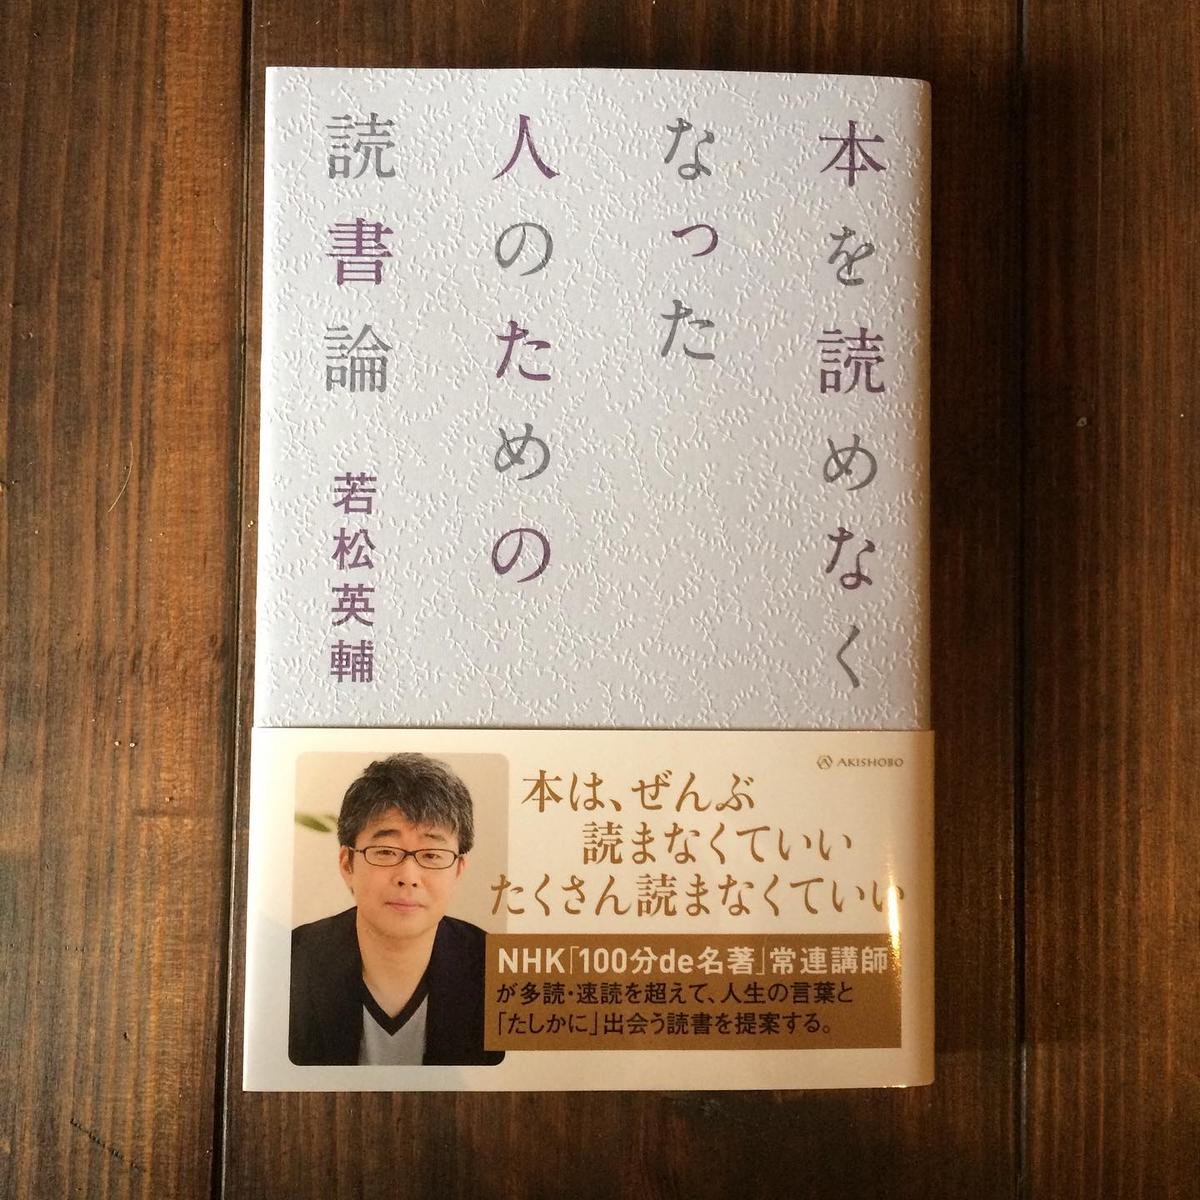 本を読めなく
なった
人のための
読書論
若松英輔
AKISHOBO
本は、ぜんぶ
読まなくていい
たくさん読まなくていい
NHK「100分de名著」常連講師
が多読・速読を超えて、人生の言葉と
「たしかに」出会う読書を提案する。